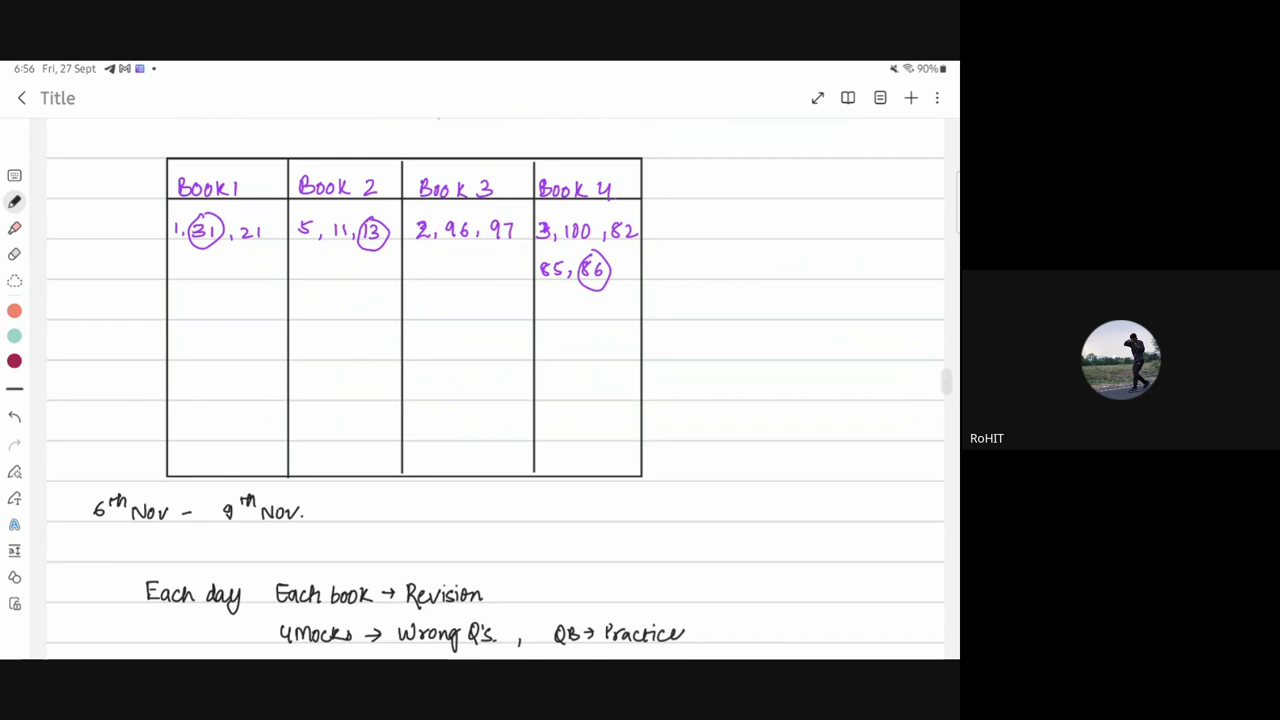 6:56 Fri, 27 Sept
90%
Title
Book 1 Book 2 Book 3 Book 4
1, 31, 21 5, 11, 13 2, 96, 97 3, 100, 82
85, 86
6th Nov - 9th Nov.
Each day Each book → Revision
4 Mocks → Wrong Q's. , QB → Practice
RoHIT